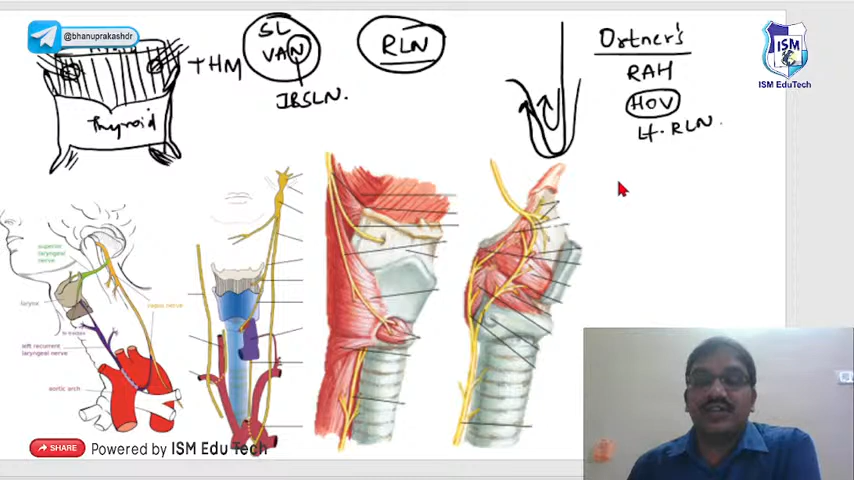 @bhanuprakashdr
THM
SL
VAN
IBSLN.
RLN
Ortner's
RAH
HOV
Lt. RLN.
Thyroid
ISM
ISM EduTech
superior
laryngeal
nerve
larynx
vagus nerve
left recurrent
laryngeal nerve
aortic arch
SHARE
Powered by ISM Edu Tech